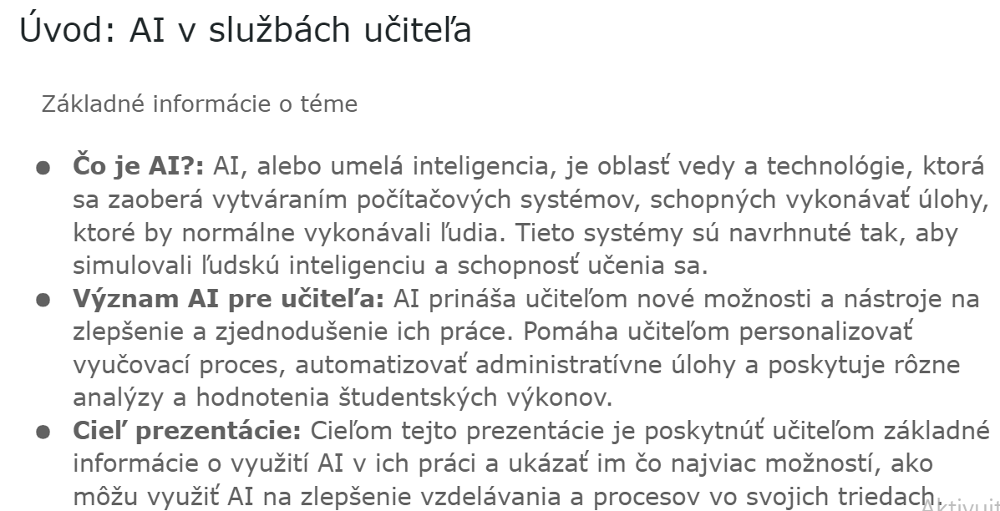 Úvod: AI v službách učiteľa
Základné informácie o téme
● Čo je AI?: AI, alebo umelá inteligencia, je oblasť vedy a technológie, ktorá
sa zaoberá vytváraním počítačových systémov, schopných vykonávať úlohy,
ktoré by normálne vykonávali ľudia. Tieto systémy sú navrhnuté tak, aby
simulovali ľudskú inteligenciu a schopnosť učenia sa.
● Význam AI pre učiteľa: AI prináša učiteľom nové možnosti a nástroje na
zlepšenie a zjednodušenie ich práce. Pomáha učiteľom personalizovať
vyučovací proces, automatizovať administratívne úlohy a poskytuje rôzne
analýzy a hodnotenia študentských výkonov.
● Cieľ prezentácie: Cieľom tejto prezentácie je poskytnúť učiteľom základné
informácie o využití AI v ich práci a ukázať im čo najviac možností, ako
môžu využiť AI na zlepšenie vzdelávania a procesov vo svojich triedach.